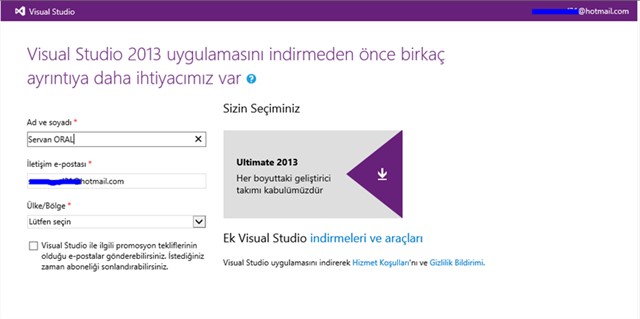 Visual Studio
@hotmail.com
Visual Studio 2013 uygulamasını indirmeden önce birkaç
ayrıntıya daha ihtiyacımız var ?
Ad ve soyadı *
Servan ORAL
İletişim e-postası *
@hotmail.com
Ülke/Bölge *
Lütfen seçin
Visual Studio ile ilgili promosyon tekliflerinin
olduğu e-postalar gönderebilirsiniz. İstediğiniz
zaman aboneliği sonlandırabilirsiniz.
Sizin Seçiminiz
Ultimate 2013
Her boyuttaki geliştirici
takımı kabulümüzdür
Ek Visual Studio indirmeleri ve araçları
Visual Studio uygulamasını indirerek Hizmet Koşulları'nı ve Gizlilik Bildirimi.